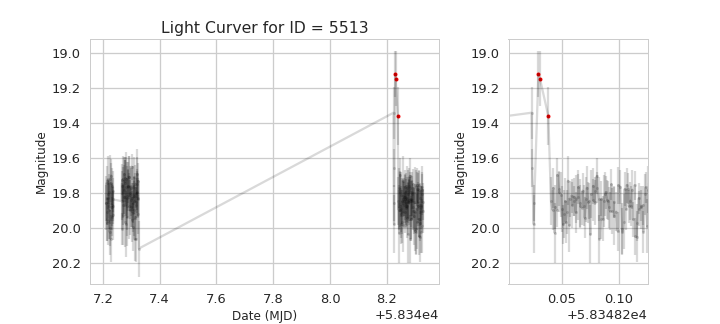 Light Curver for ID = 5513
Magnitude
19.0
19.2
19.4
19.6
19.8
20.0
20.2
7.2 7.4 7.6 7.8 8.0 8.2
Date (MJD)
+5.834e4
Magnitude
19.0
19.2
19.4
19.6
19.8
20.0
20.2
0.05 0.10
+5.83482e4